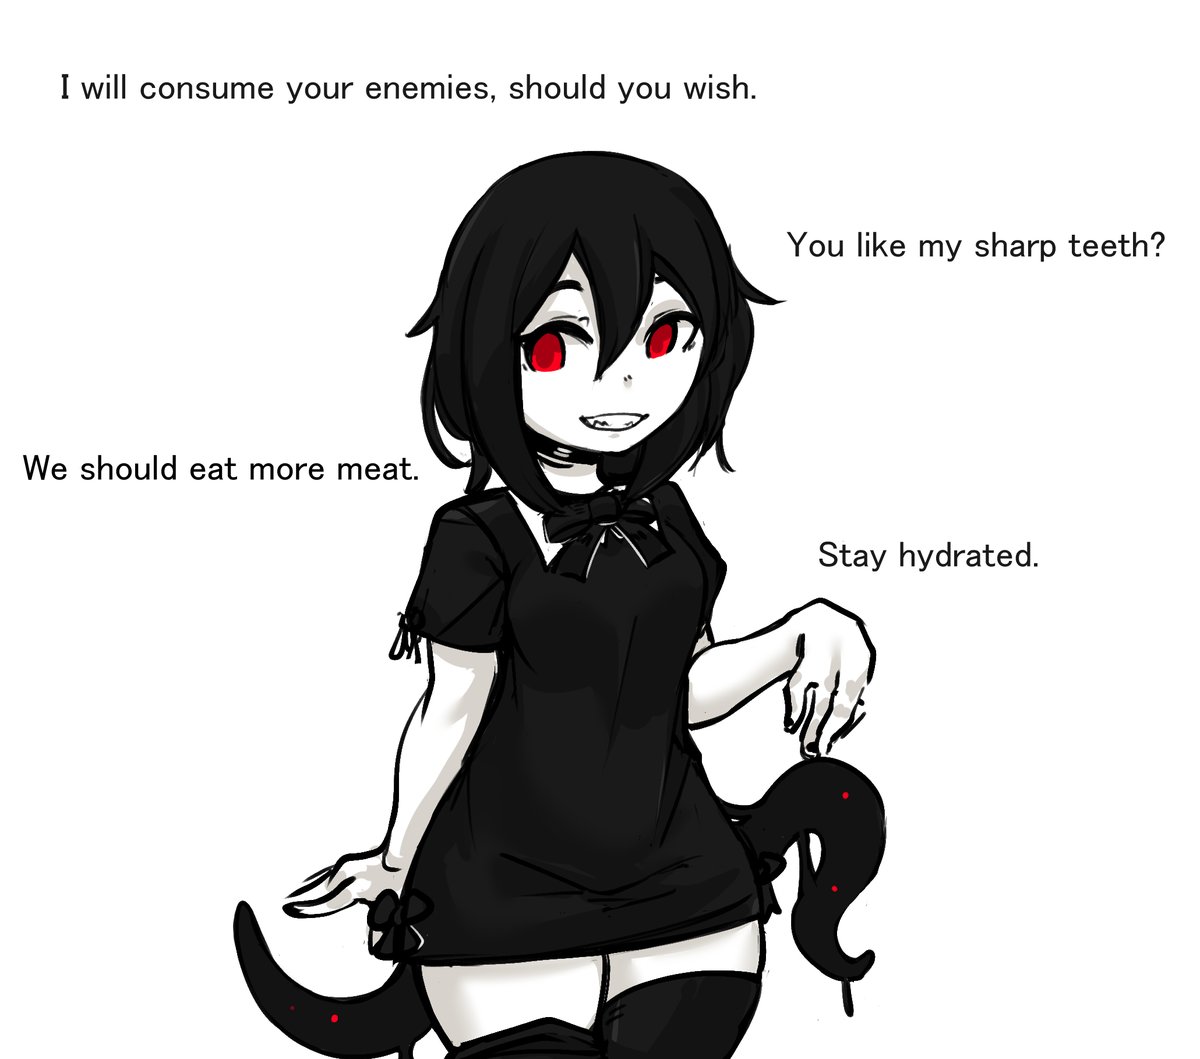 I will consume your enemies, should you wish.
You like my sharp teeth?
We should eat more meat.
Stay hydrated.